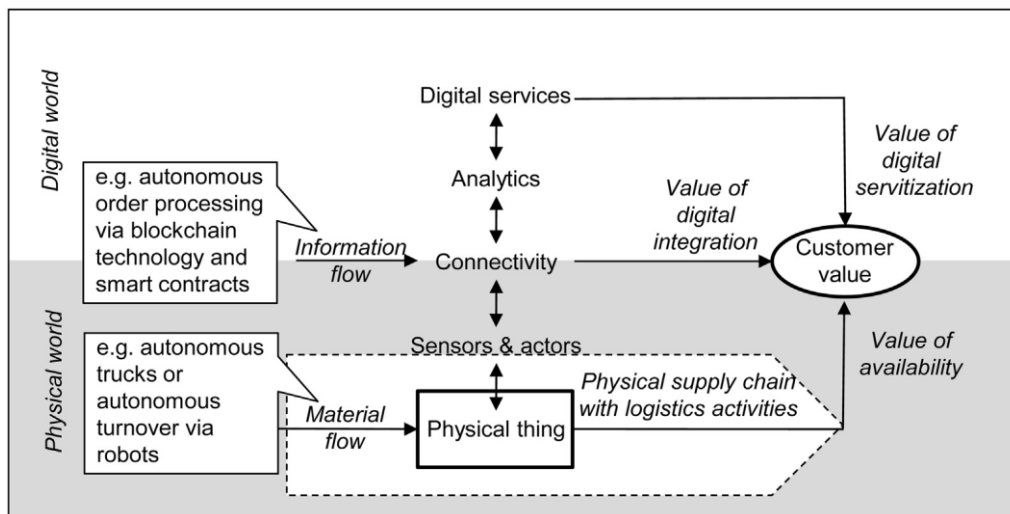 Digital world
Digital services
Value of
digital
servitization
e.g. autonomous
order processing
via blockchain
technology and
smart contracts
Analytics
Value of
digital
integration
Information
flow
Connectivity
Customer
value
Physical world
e.g. autonomous
trucks or
autonomous
turnover via
robots
Sensors & actors
Value of
availability
Material
flow
Physical thing
Physical supply chain
with logistics activities